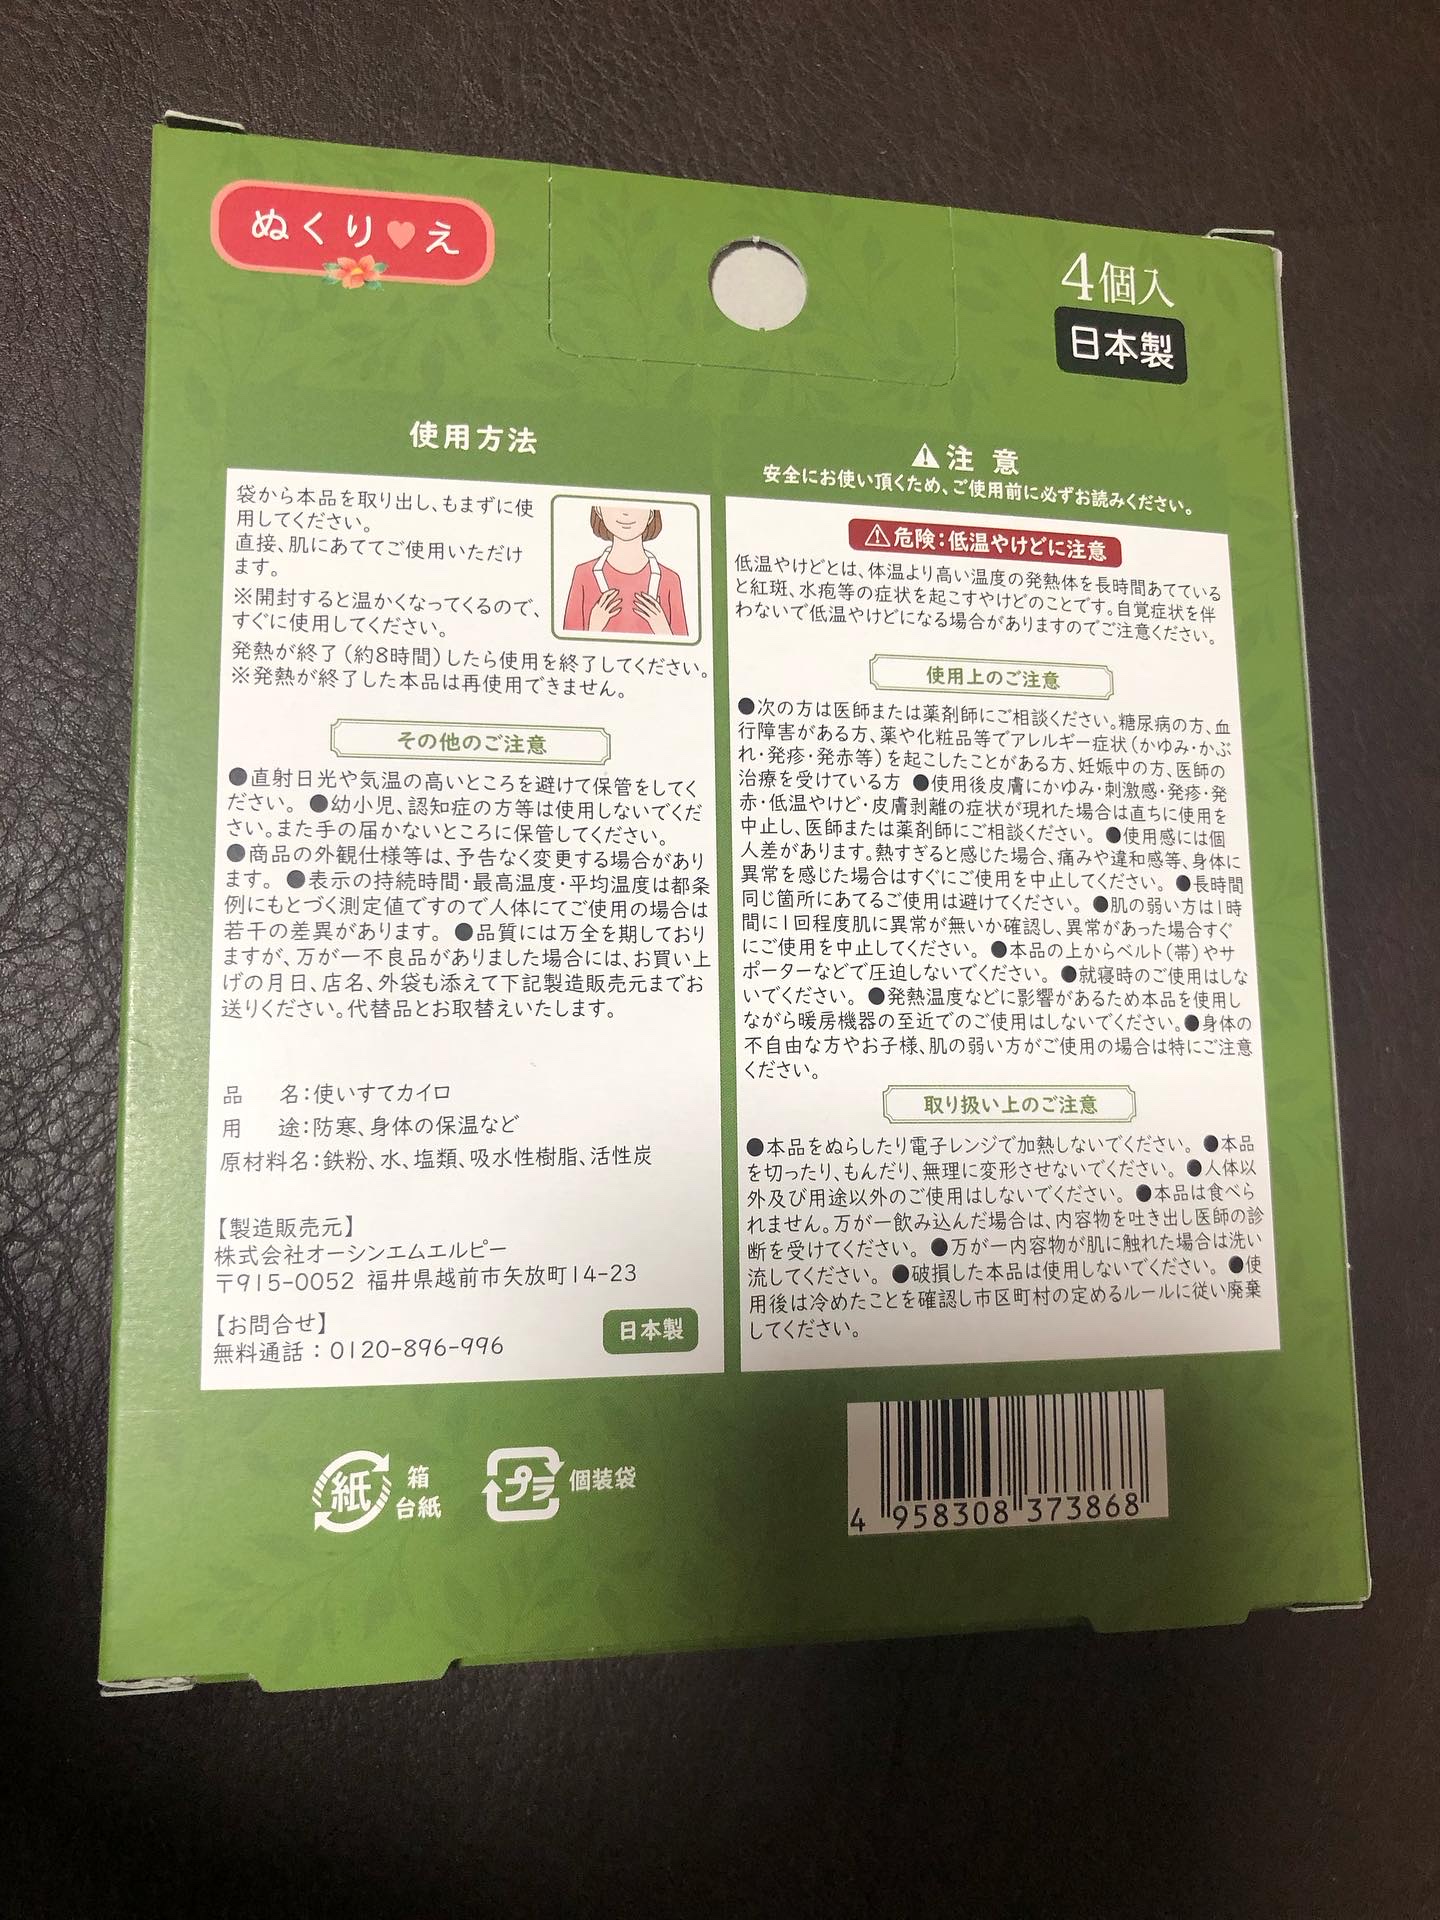 ぬくり♥え
4個入
日本製
使用方法
袋から本品を取り出し、もまずに使
用してください。
直接、肌にあててご使用いただけ
ます。
※開封すると温かくなってくるので、
すぐに使用してください。
発熱が終了(約8時間)したら使用を終了してください。
※発熱が終了した本品は再使用できません。
その他のご注意
●直射日光や気温の高いところを避けて保管をしてく
ださい。 ●幼小児、認知症の方等は使用しないでくだ
さい。また手の届かないところに保管してください。
●商品の外観仕様等は、予告なく変更する場合があり
ます。 ●表示の持続時間・最高温度・平均温度は都条
例にもとづく測定値ですので人体にてご使用の場合は
若干の差異があります。 ●品質には万全を期しており
ますが、万が一不良品がありました場合には、お買い上
げの月日、店名、外袋も添えて下記製造販売元までお
送りください。代替品とお取替えいたします。
品 名:使いすてカイロ
用 途:防寒、身体の保温など
原材料名:鉄粉、水、塩類、吸水性樹脂、活性炭
【製造販売元】
株式会社オーシンエムエルピー
〒915-0052 福井県越前市矢放町14-23
【お問合せ】
無料通話:0120-896-996
日本製
⚠注 意
安全にお使い頂くため、ご使用前に必ずお読みください。
⚠危険:低温やけどに注意
低温やけどとは、体温より高い温度の発熱体を長時間あてている
と紅斑、水疱等の症状を起こすやけどのことです。自覚症状を伴
わないで低温やけどになる場合がありますのでご注意ください。
使用上のご注意
●次の方は医師または薬剤師にご相談ください。糖尿病の方、血
行障害がある方、薬や化粧品等でアレルギー症状(かゆみ・かぶ
れ・発疹・発赤等)を起こしたことがある方、妊娠中の方、医師の
治療を受けている方 ●使用後皮膚にかゆみ・刺激感・発疹・発
赤・低温やけど・皮膚剥離の症状が現れた場合は直ちに使用を
中止し、医師または薬剤師にご相談ください。 ●使用感には個
人差があります。熱すぎると感じた場合、痛みや違和感等、身体に
異常を感じた場合はすぐにご使用を中止してください。 ●長時間
同じ箇所にあてるご使用は避けてください。 ●肌の弱い方は1時
間に1回程度肌に異常が無いか確認し、異常があった場合すぐ
にご使用を中止してください。 ●本品の上からベルト(帯)やサ
ポーターなどで圧迫しないでください。 ●就寝時のご使用はしな
いでください。 ●発熱温度などに影響があるため本品を使用し
ながら暖房機器の至近でのご使用はしないでください。●身体の
不自由な方やお子様、肌の弱い方がご使用の場合は特にご注意
ください。
取り扱い上のご注意
●本品をぬらしたり電子レンジで加熱しないでください。 ●本品
を切ったり、もんだり、無理に変形させないでください。 ●人体以
外及び用途以外のご使用はしないでください。 ●本品は食べら
れません。万が一飲み込んだ場合は、内容物を吐き出し医師の診
断を受けてください。 ●万が一内容物が肌に触れた場合は洗い
流してください。 ●破損した本品は使用しないでください。 ●使
用後は冷めたことを確認し市区町村の定めるルールに従い廃棄
してください。
紙 箱
台紙
プラ 個装袋
4 958308 373868